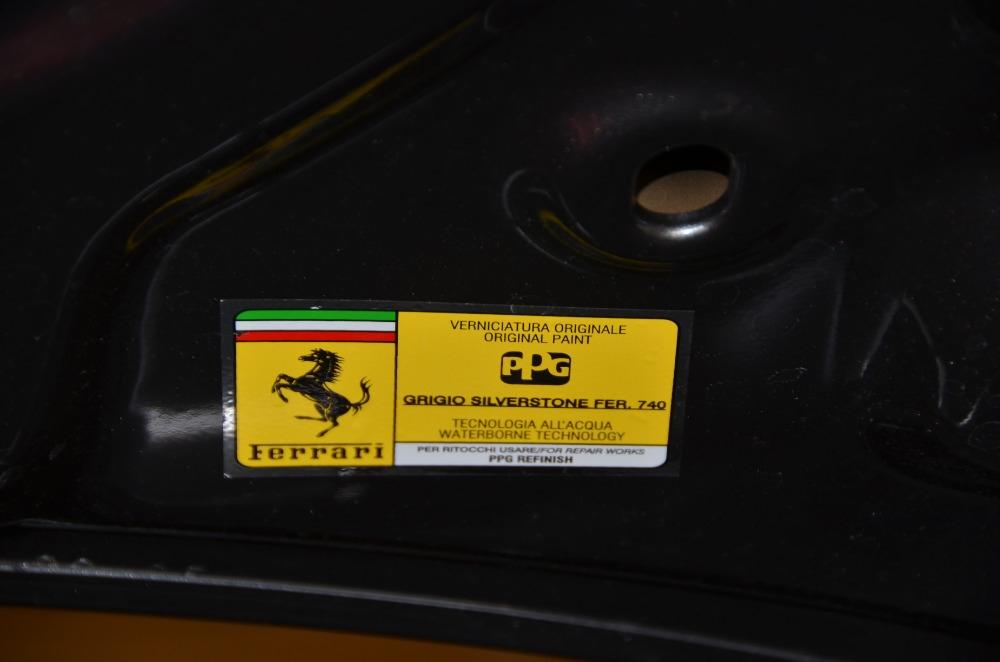 Ferrari
VERNICIATURA ORIGINALE
ORIGINAL PAINT
PPG
GRIGIO SILVERSTONE FER. 740
TECNOLOGIA ALL'ACQUA
WATERBORNE TECHNOLOGY
PER RITOCCHI USARE/FOR REPAIR WORKS
PPG REFINISH